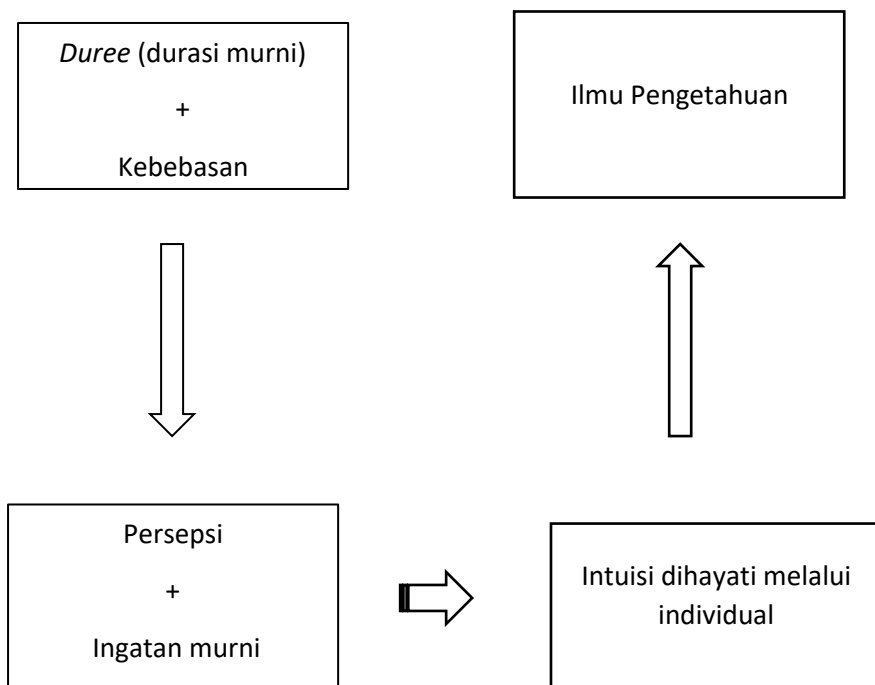 Duree (durasi murni)
+
Kebebasan
Ilmu Pengetahuan
Persepsi
+
Ingatan murni
Intuisi dihayati melalui
individual